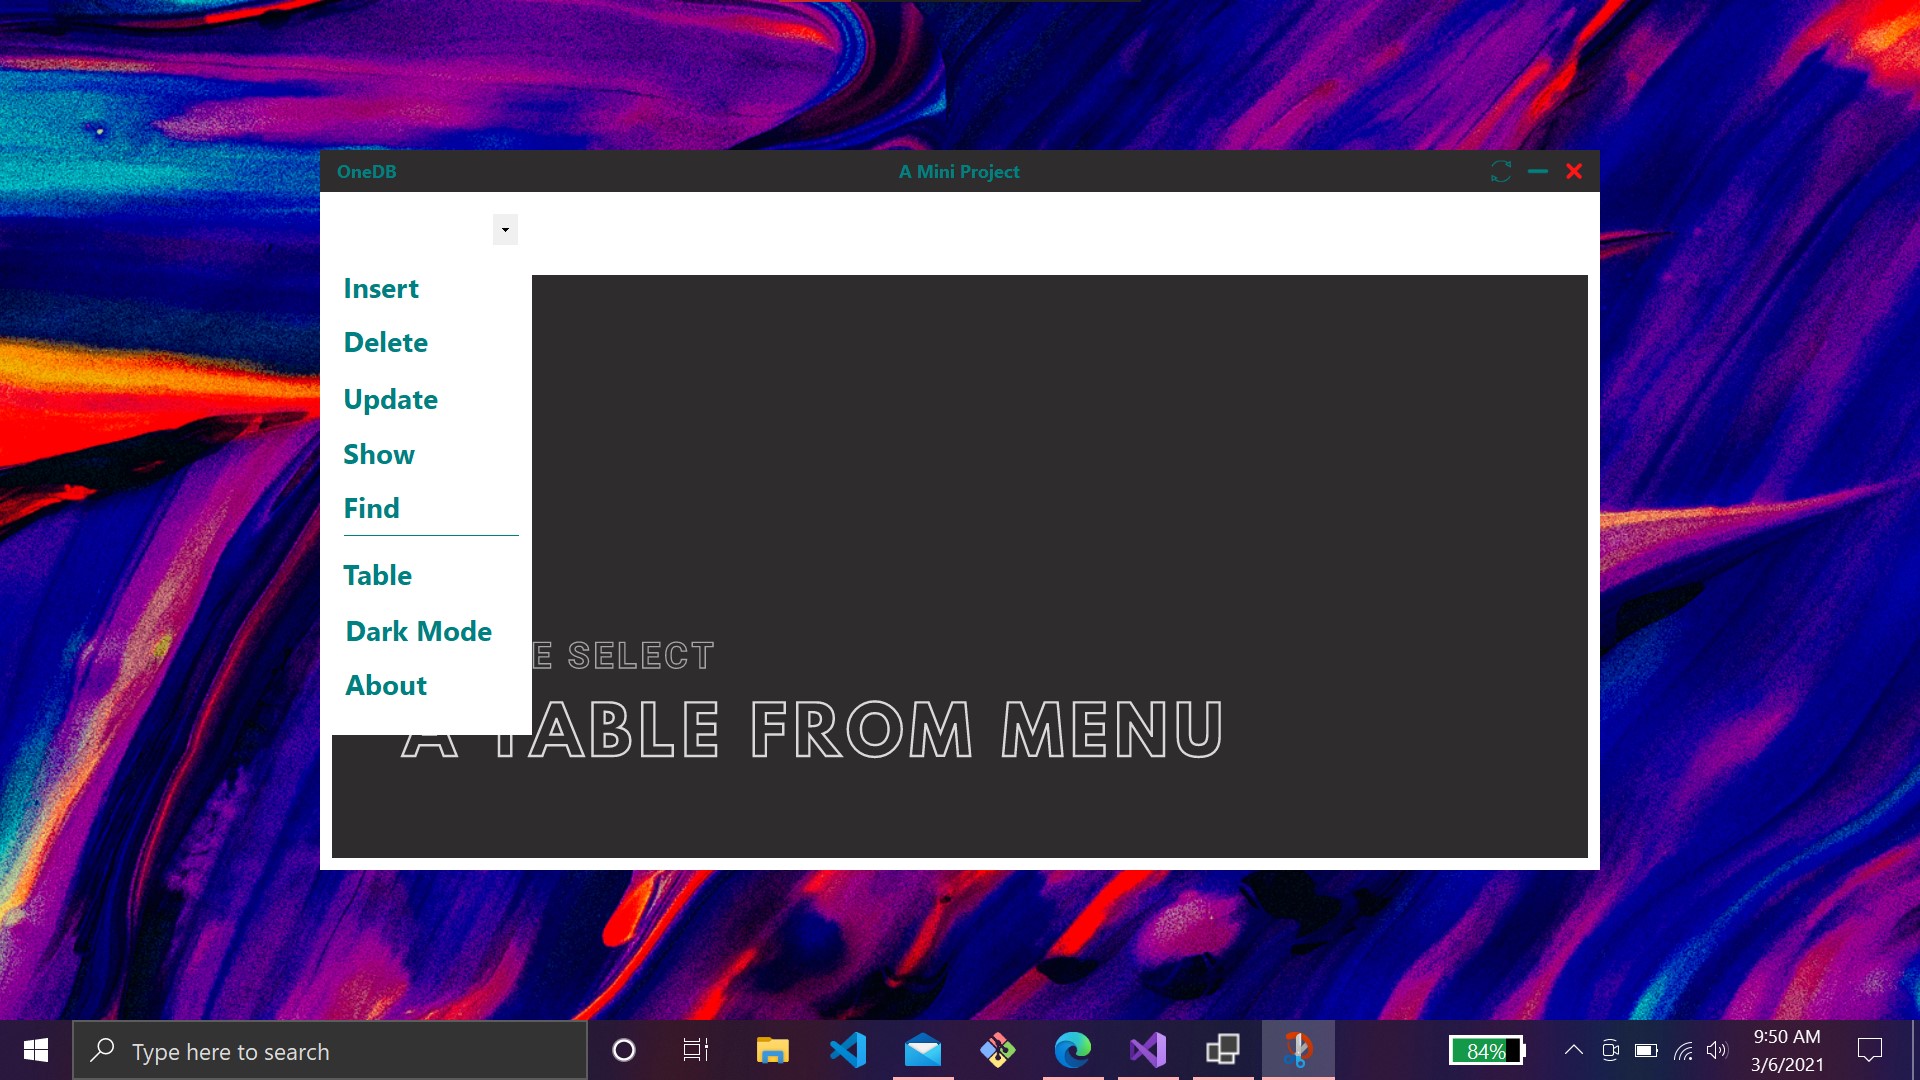 OneDB A Mini Project
Insert
Delete
Update
Show
Find
Table
Dark Mode
About
E SELECT
A TABLE FROM MENU
Type here to search
84%
9:50 AM
3/6/2021